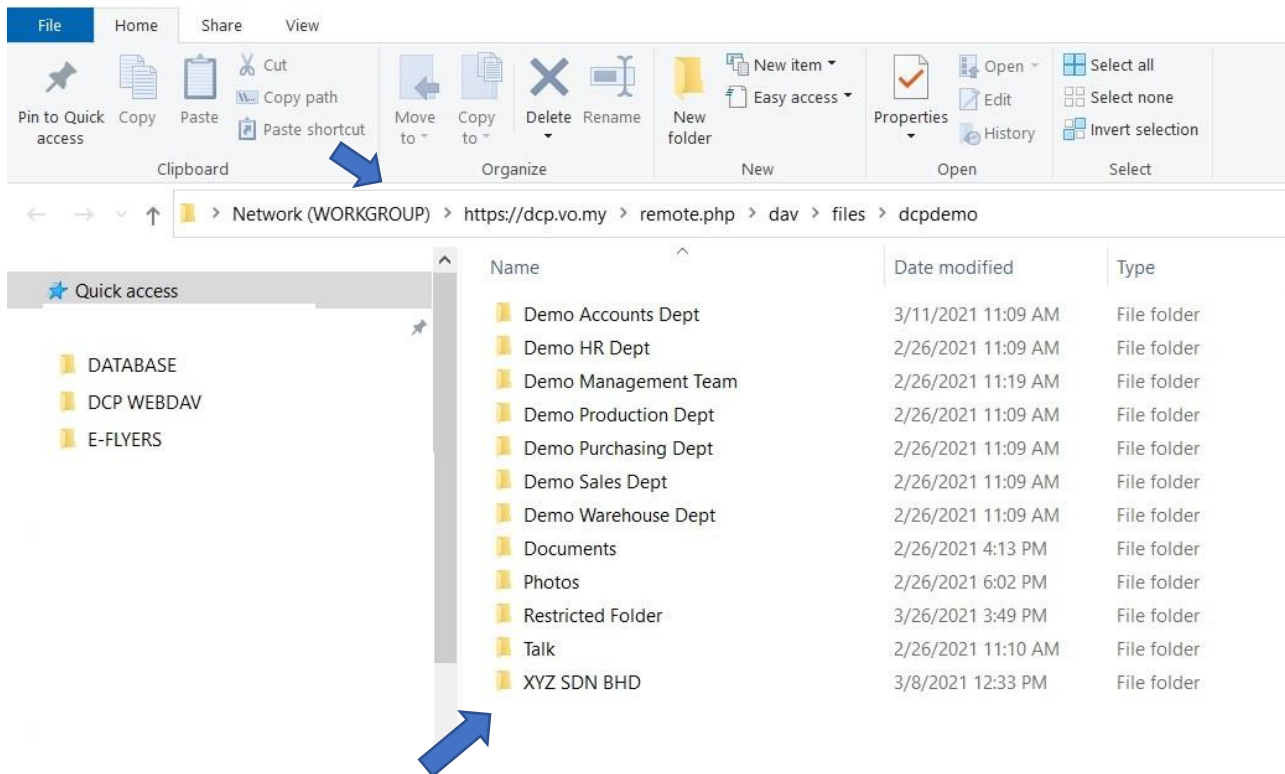 File Home Share View
Pin to Quick access
Copy
Paste
Cut
W... Copy path
Paste shortcut
Clipboard
Move to
Copy to
Delete
Rename
Organize
New folder
New item
Easy access
New
Properties
Open
Edit
History
Open
Select all
Select none
Invert selection
Select
> Network (WORKGROUP) > https://dcp.vo.my > remote.php > dav > files > dcpdemo
Quick access
DATABASE
DCP WEBDAV
E-FLYERS
Name Date modified Type
Demo Accounts Dept 3/11/2021 11:09 AM File folder
Demo HR Dept 2/26/2021 11:09 AM File folder
Demo Management Team 2/26/2021 11:19 AM File folder
Demo Production Dept 2/26/2021 11:09 AM File folder
Demo Purchasing Dept 2/26/2021 11:09 AM File folder
Demo Sales Dept 2/26/2021 11:09 AM File folder
Demo Warehouse Dept 2/26/2021 11:09 AM File folder
Documents 2/26/2021 4:13 PM File folder
Photos 2/26/2021 6:02 PM File folder
Restricted Folder 3/26/2021 3:49 PM File folder
Talk 2/26/2021 11:10 AM File folder
XYZ SDN BHD 3/8/2021 12:33 PM File folder